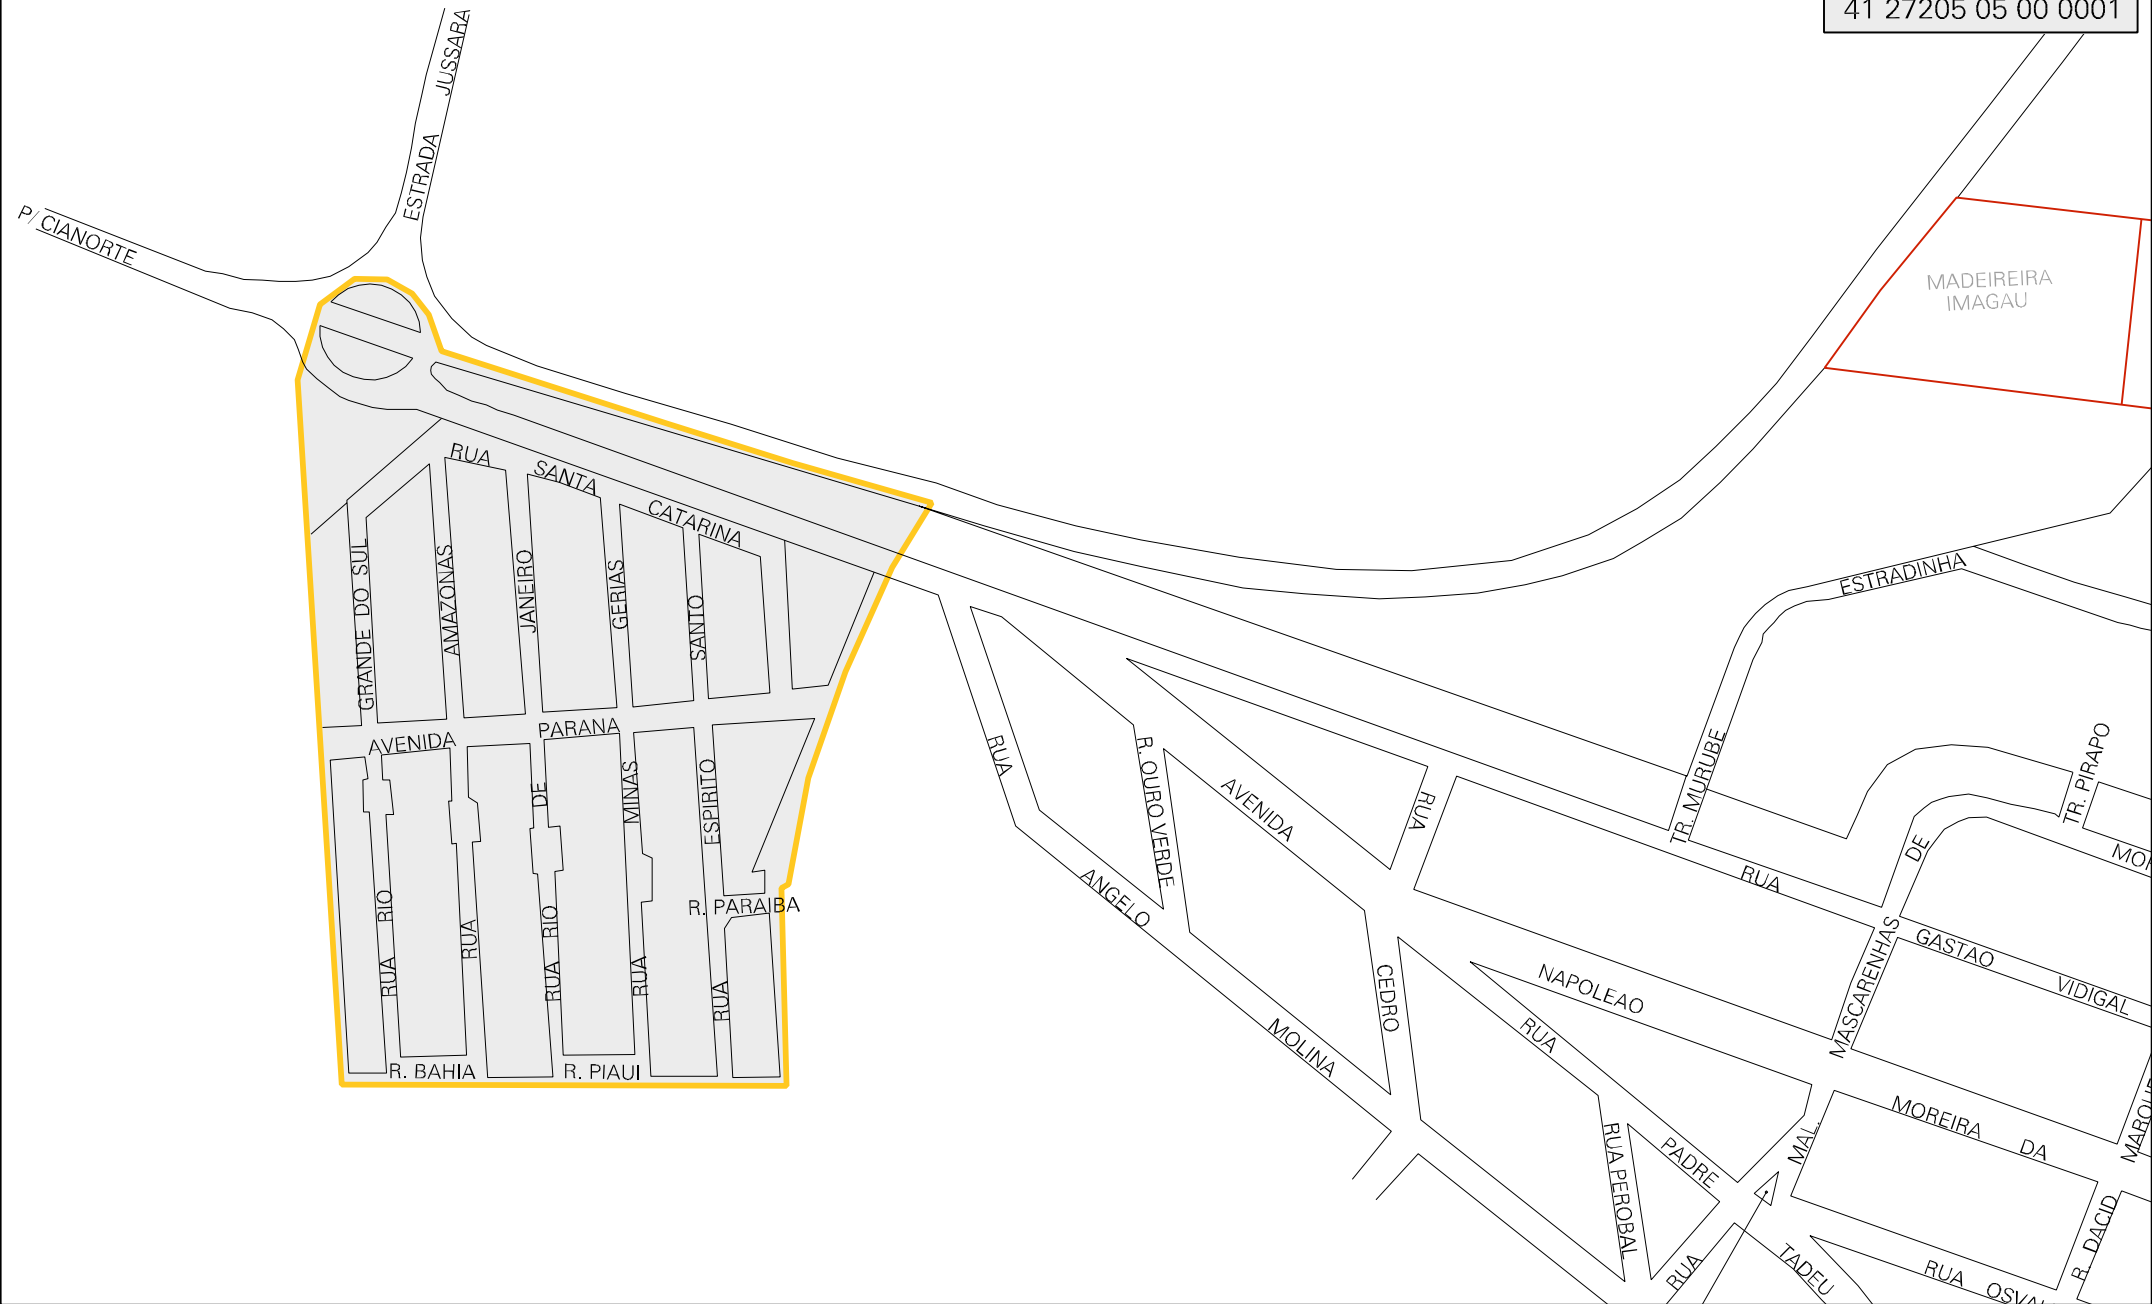 41 27205 05 00 0001
ESTRADA JUSSARA
P/ CIANORTE
MADEIREIRA
IMAGAU
RUA SANTA CATARINA
RUA RIO GRANDE DO SUL
RUA AMAZONAS
RUA RIO DE JANEIRO
RUA MINAS GERIAS
RUA ESPIRITO SANTO
AVENIDA PARANA
R. PARAIBA
R. BAHIA
R. PIAUI
ESTRADINHA
TR. MURUBE
TR. PIRAPO
RUA ANGELO MOLINA
R. OURO VERDE
AVENIDA CEDRO
RUA
RUA GASTAO VIDIGAL
MAL. MASCARENHAS DE
MOR
NAPOLEAO MOREIRA DA
RUA PADRE TADEU
RUA PEROBAL
RUA
R. DACID
RUA OSVA